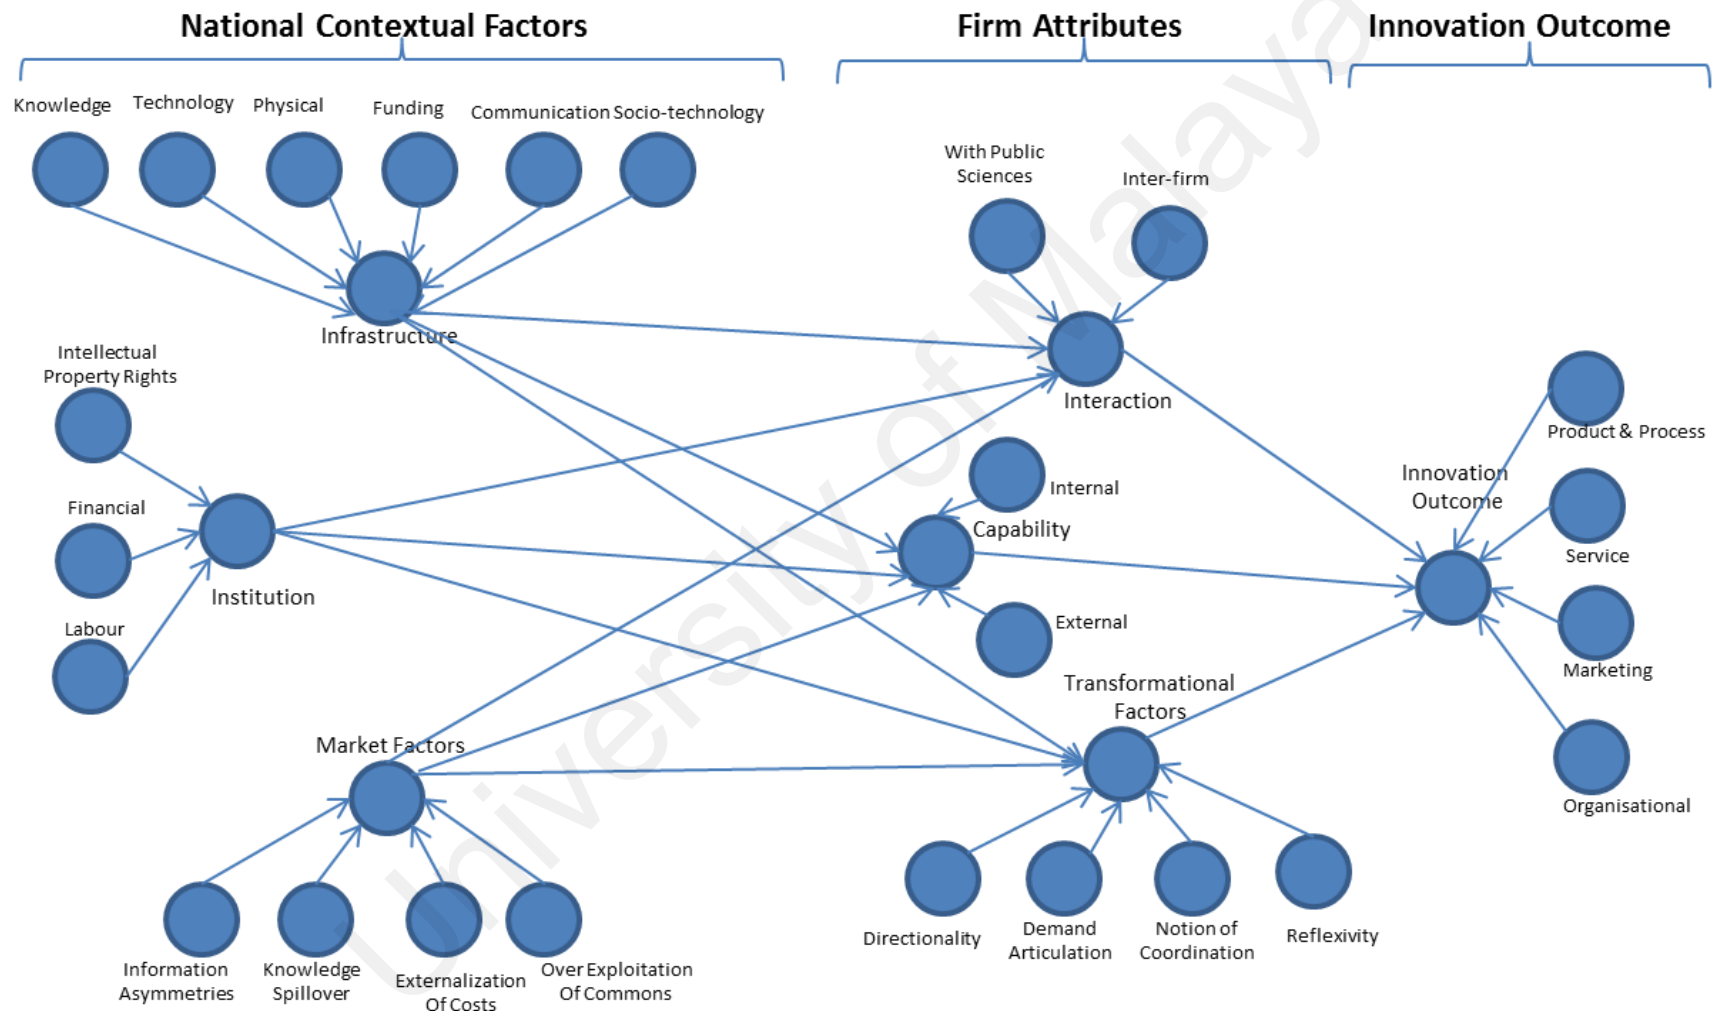 National Contextual Factors
Firm Attributes
Innovation Outcome
Knowledge
Technology
Physical
Funding
Communication
Socio-technology
With Public
Sciences
Inter-firm
Infrastructure
Intellectual
Property Rights
Interaction
Product & Process
Innovation
Outcome
Internal
Financial
Capability
Service
Institution
Labour
External
Marketing
Transformational
Factors
Market Factors
Organisational
Directionality
Demand
Articulation
Notion of
Coordination
Reflexivity
Information
Asymmetries
Knowledge
Spillover
Externalization
Of Costs
Over Exploitation
Of Commons
University of Malaya